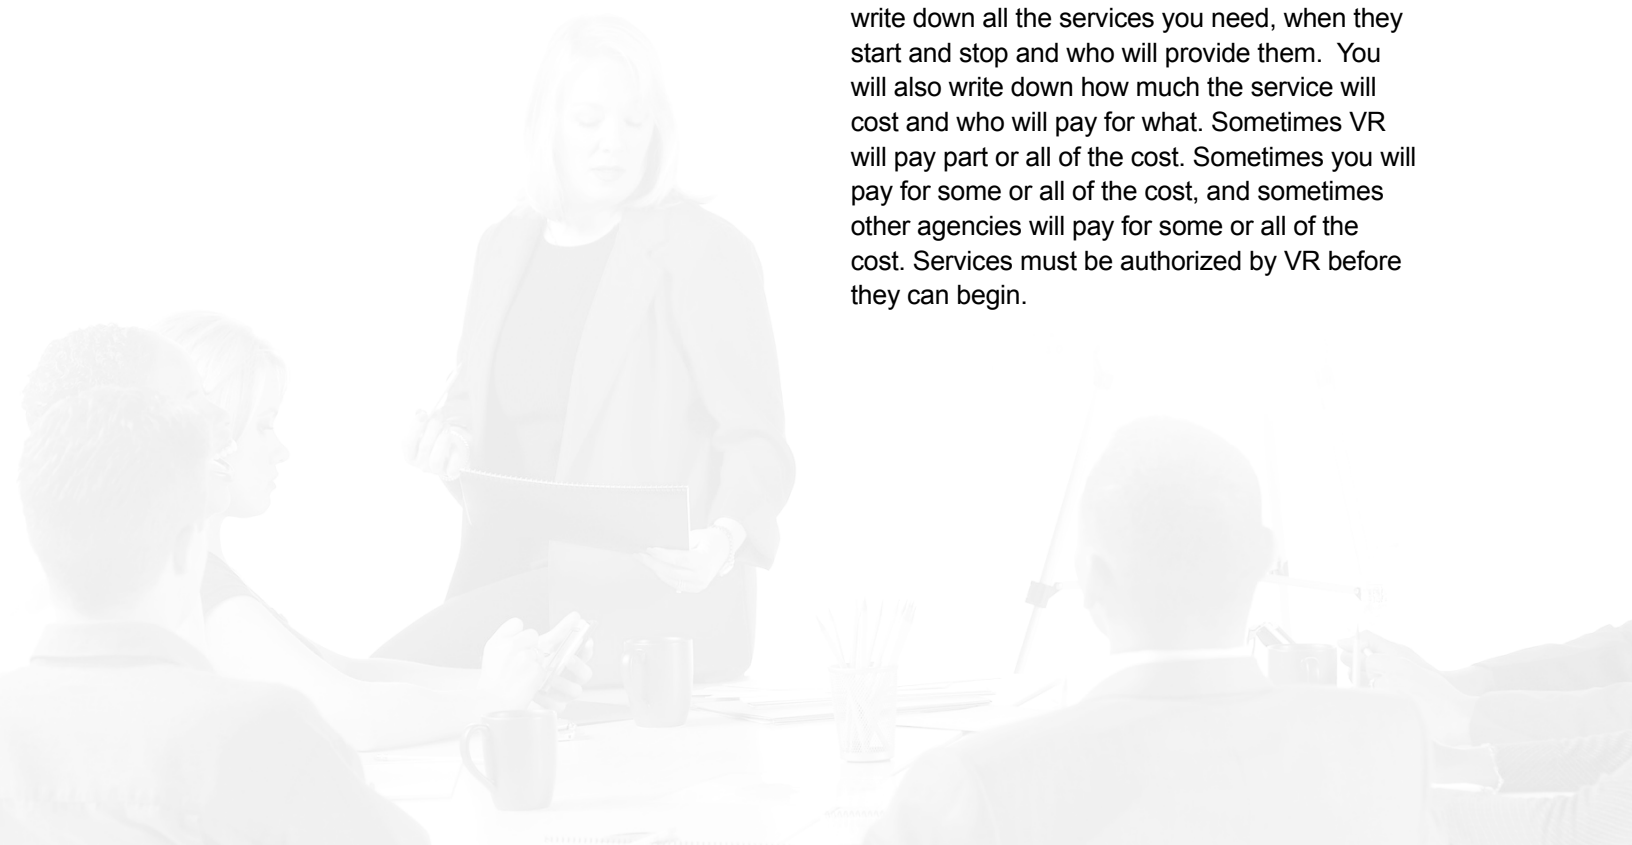 write down all the services you need, when they
start and stop and who will provide them.  You
will also write down how much the service will
cost and who will pay for what. Sometimes VR
will pay part or all of the cost. Sometimes you will
pay for some or all of the cost, and sometimes
other agencies will pay for some or all of the
cost. Services must be authorized by VR before
they can begin.